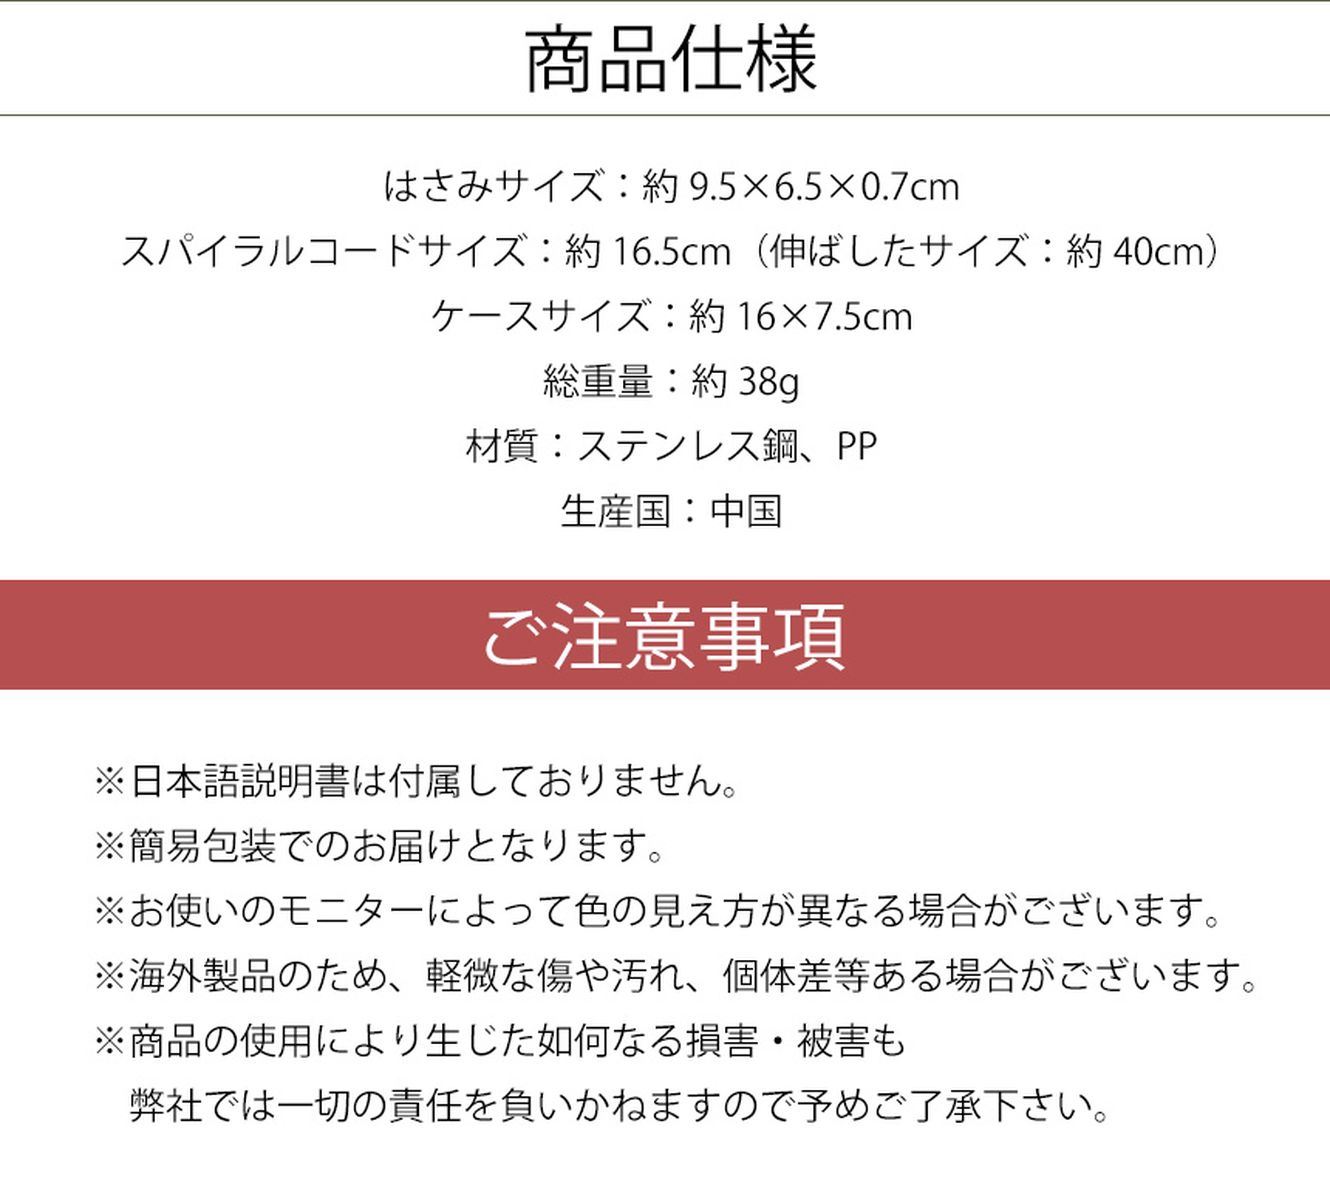 商品仕様
はさみサイズ：約 9.5×6.5×0.7cm
スパイラルコードサイズ：約 16.5cm（伸ばしたサイズ：約 40cm）
ケースサイズ：約 16×7.5cm
総重量：約 38g
材質：ステンレス鋼、PP
生産国：中国
ご注意事項
※日本語説明書は付属しておりません。
※簡易包装でのお届けとなります。
※お使いのモニターによって色の見え方が異なる場合がございます。
※海外製品のため、軽微な傷や汚れ、個体差等ある場合がございます。
※商品の使用により生じた如何なる損害・被害も
弊社では一切の責任を負いかねますので予めご了承下さい。